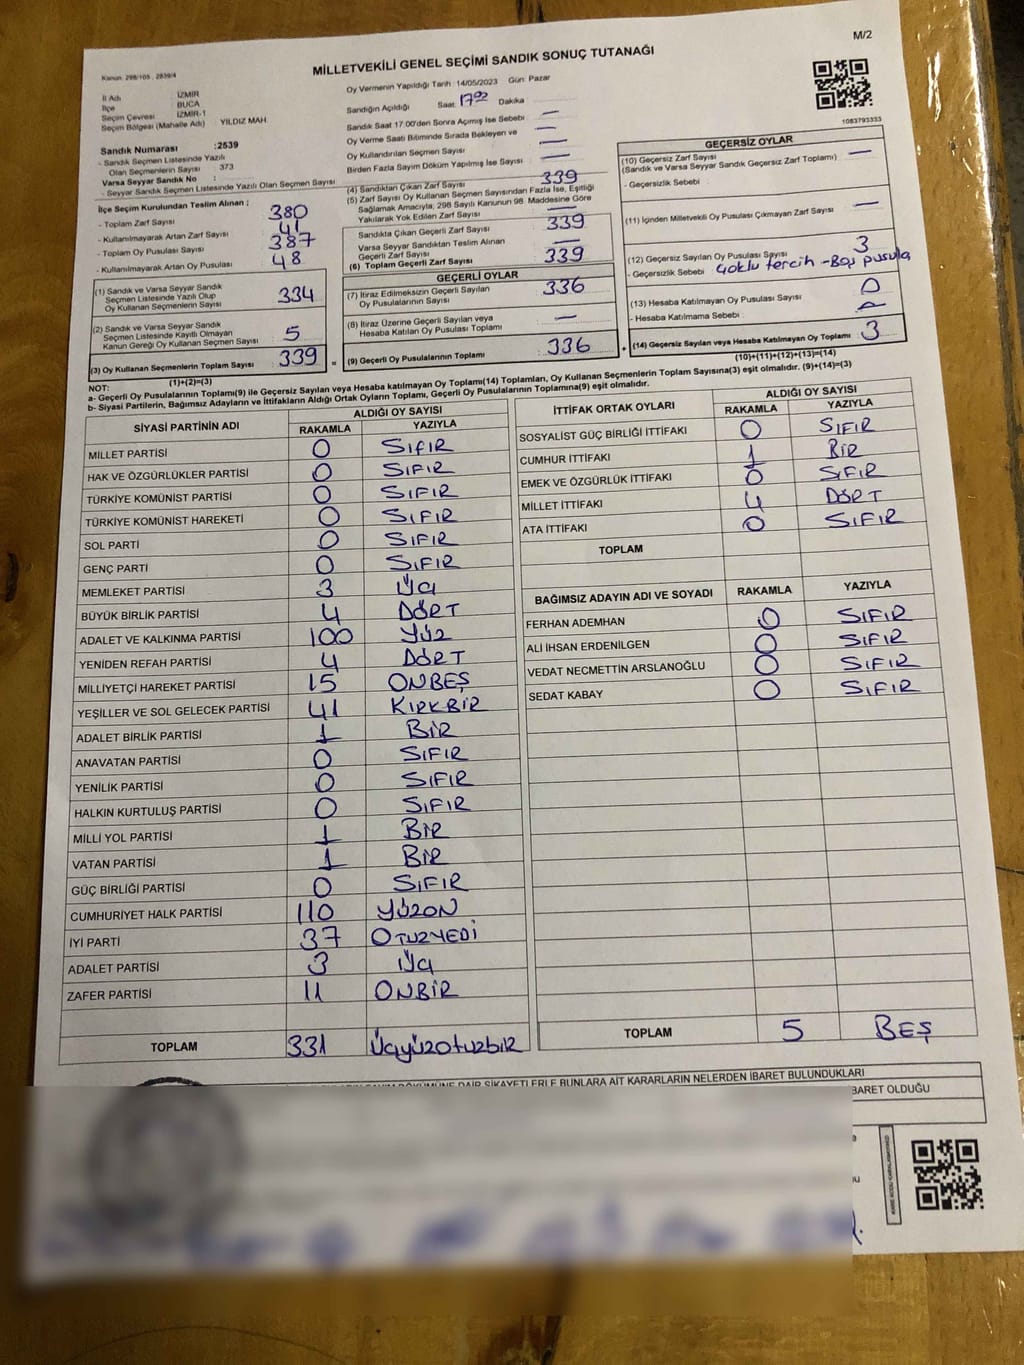 M/2
Kanun: 298/105 , 2839/4
MİLLETVEKİLİ GENEL SEÇİMİ SANDIK SONUÇ TUTANAĞI
İl Adı İZMİR
İlçe BUCA
Seçim Çevresi İZMİR-1
Seçim Bölgesi (Mahalle Adı) YILDIZ MAH
Sandık Numarası :2539
- Sandık Seçmen Listesinde Yazılı
Olan Seçmenlerin Sayısı 373
Varsa Seyyar Sandık No :
- Seyyar Sandık Seçmen Listesinde Yazılı Olan Seçmen Sayısı
İlçe Seçim Kurulundan Teslim Alınan ;
- Toplam Zarf Sayısı 380
- Kullanılmayarak Artan Zarf Sayısı 41
- Toplam Oy Pusulası Sayısı 387
- Kullanılmayarak Artan Oy Pusulası 48
(1) Sandık ve Varsa Seyyar Sandık
Seçmen Listesinde Yazılı Olup
Oy Kullanan Seçmenlerin Sayısı 334
(2) Sandık ve Varsa Seyyar Sandık
Seçmen Listesinde Kayıtlı Olmayan
Kanun Gereği Oy Kullanan Seçmen Sayısı 5
(3) Oy Kullanan Seçmenlerin Toplam Sayısı 339
(1)+(2)=(3)
Oy Vermenin Yapıldığı Tarih :14/05/2023 Gün: Pazar
Sandığın Açıldığı Saat: 17:00 Dakika —
Sandık Saat 17:00'den Sonra Açılmış İse Sebebi —
Oy Verme Saati Bitiminde Sırada Bekleyen ve
Oy Kullandırılan Seçmen Sayısı —
Birden Fazla Sayım Döküm Yapılmış İse Sayısı —
(4) Sandıktan Çıkan Zarf Sayısı 339
(5) Zarf Sayısı Oy Kullanan Seçmen Sayısından Fazla İse, Eşitliği
Sağlamak Amacıyla, 298 Sayılı Kanunun 98. Maddesine Göre
Yakılarak Yok Edilen Zarf Sayısı —
Sandıkta Çıkan Geçerli Zarf Sayısı 339
Varsa Seyyar Sandıktan Teslim Alınan
Geçerli Zarf Sayısı —
(6) Toplam Geçerli Zarf Sayısı 339
GEÇERLİ OYLAR
(7) İtiraz Edilmeksizin Geçerli Sayılan
Oy Pusulalarının Sayısı 336
(8) İtiraz Üzerine Geçerli Sayılan veya
Hesaba Katılan Oy Pusulası Toplamı —
= (9) Geçerli Oy Pusulalarının Toplamı 336
1083793333
GEÇERSİZ OYLAR
(10) Geçersiz Zarf Sayısı
(Sandık ve Varsa Seyyar Sandık Geçersiz Zarf Toplamı) —
- Geçersizlik Sebebi :
(11) İçinden Milletvekili Oy Pusulası Çıkmayan Zarf Sayısı —
(12) Geçersiz Sayılan Oy Pusulası Sayısı 3
- Geçersizlik Sebebi Çoklu tercih - Boş pusula
(13) Hesaba Katılmayan Oy Pusulası Sayısı 0
- Hesaba Katılmama Sebebi :
+ (14) Geçersiz Sayılan veya Hesaba Katılmayan Oy Toplamı 3
(10)+(11)+(12)+(13)=(14)
NOT:
a- Geçerli Oy Pusulalarının Toplamı(9) ile Geçersiz Sayılan veya Hesaba katılmayan Oy Toplamı(14) Toplamları, Oy Kullanan Seçmenlerin Toplam Sayısına(3) eşit olmalıdır. (9)+(14)=(3)
b- Siyasi Partilerin, Bağımsız Adayların ve İttifakların Aldığı Ortak Oyların Toplamı, Geçerli Oy Pusulalarının Toplamına(9) eşit olmalıdır.
SİYASİ PARTİNİN ADI ALDIĞI OY SAYISI
RAKAMLA YAZIYLA
MİLLET PARTİSİ 0 SIFIR
HAK VE ÖZGÜRLÜKLER PARTİSİ 0 SIFIR
TÜRKİYE KOMÜNİST PARTİSİ 0 SIFIR
TÜRKİYE KOMÜNİST HAREKETİ 0 SIFIR
SOL PARTİ 0 SIFIR
GENÇ PARTİ 0 SIFIR
MEMLEKET PARTİSİ 3 ÜÇ
BÜYÜK BİRLİK PARTİSİ 4 DÖRT
ADALET VE KALKINMA PARTİSİ 100 YÜZ
YENİDEN REFAH PARTİSİ 4 DÖRT
MİLLİYETÇİ HAREKET PARTİSİ 15 ONBEŞ
YEŞİLLER VE SOL GELECEK PARTİSİ 41 KIRKBİR
ADALET BİRLİK PARTİSİ 1 BİR
ANAVATAN PARTİSİ 0 SIFIR
YENİLİK PARTİSİ 0 SIFIR
HALKIN KURTULUŞ PARTİSİ 0 SIFIR
MİLLİ YOL PARTİSİ 1 BİR
VATAN PARTİSİ 1 BİR
GÜÇ BİRLİĞİ PARTİSİ 0 SIFIR
CUMHURİYET HALK PARTİSİ 110 YÜZON
İYİ PARTİ 37 OTUZYEDİ
ADALET PARTİSİ 3 ÜÇ
ZAFER PARTİSİ 11 ONBİR
TOPLAM 331 ÜÇYÜZOTUZBİR
İTTİFAK ORTAK OYLARI ALDIĞI OY SAYISI
RAKAMLA YAZIYLA
SOSYALİST GÜÇ BİRLİĞİ İTTİFAKI 0 SIFIR
CUMHUR İTTİFAKI 1 BİR
EMEK VE ÖZGÜRLÜK İTTİFAKI 0 SIFIR
MİLLET İTTİFAKI 4 DÖRT
ATA İTTİFAKI 0 SIFIR
TOPLAM
BAĞIMSIZ ADAYIN ADI VE SOYADI RAKAMLA YAZIYLA
FERHAN ADEMHAN 0 SIFIR
ALİ İHSAN ERDENİLGEN 0 SIFIR
VEDAT NECMETTİN ARSLANOĞLU 0 SIFIR
SEDAT KABAY 0 SIFIR
TOPLAM 5 BEŞ
DÖKÜMÜNE DAİR ŞİKAYETLERLE BUNLARA AİT KARARLARIN NELERDEN İBARET BULUNDUKLARI
BARET OLDUĞU